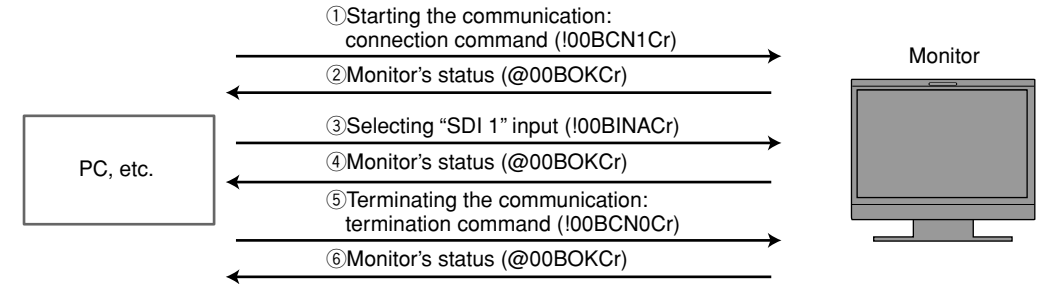 ①Starting the communication:
connection command (!00BCN1Cr)
Monitor
②Monitor's status (@00BOKCr)
③Selecting “SDI 1” input (!00BINACr)
PC, etc.
④Monitor's status (@00BOKCr)
⑤Terminating the communication:
termination command (!00BCN0Cr)
⑥Monitor's status (@00BOKCr)